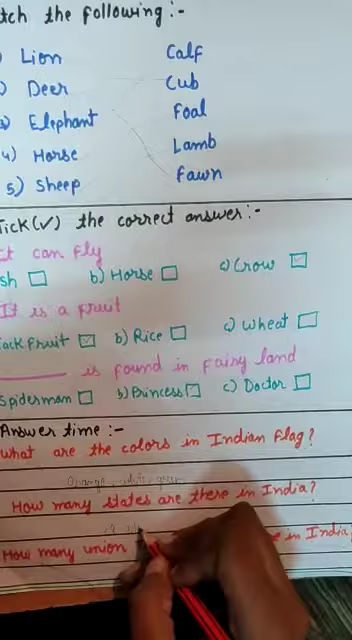 tch the following :-
) Lion Calf
) Deer Cub
3) Elephant Foal
4) Horse Lamb
5) Sheep Fawn
Tick(✓) the correct answer :-
It can fly
sh b) Horse c) Crow
It is a fruit
Jack fruit b) Rice c) Wheat
is found in fairy land
Spiderman b) Princess c) Doctor
Answer time :-
What are the colors in Indian flag?
Orange, white, green
How many states are there in India?
How many union e in India